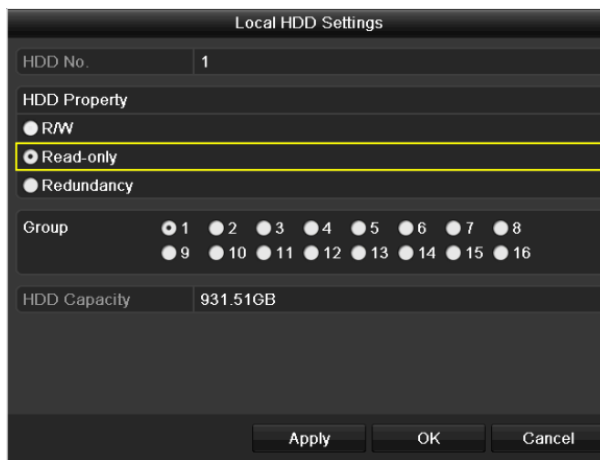 Local HDD Settings
HDD No. 1
HDD Property
R/W
Read-only
Redundancy
Group 1 2 3 4 5 6 7 8
9 10 11 12 13 14 15 16
HDD Capacity 931.51GB
Apply OK Cancel